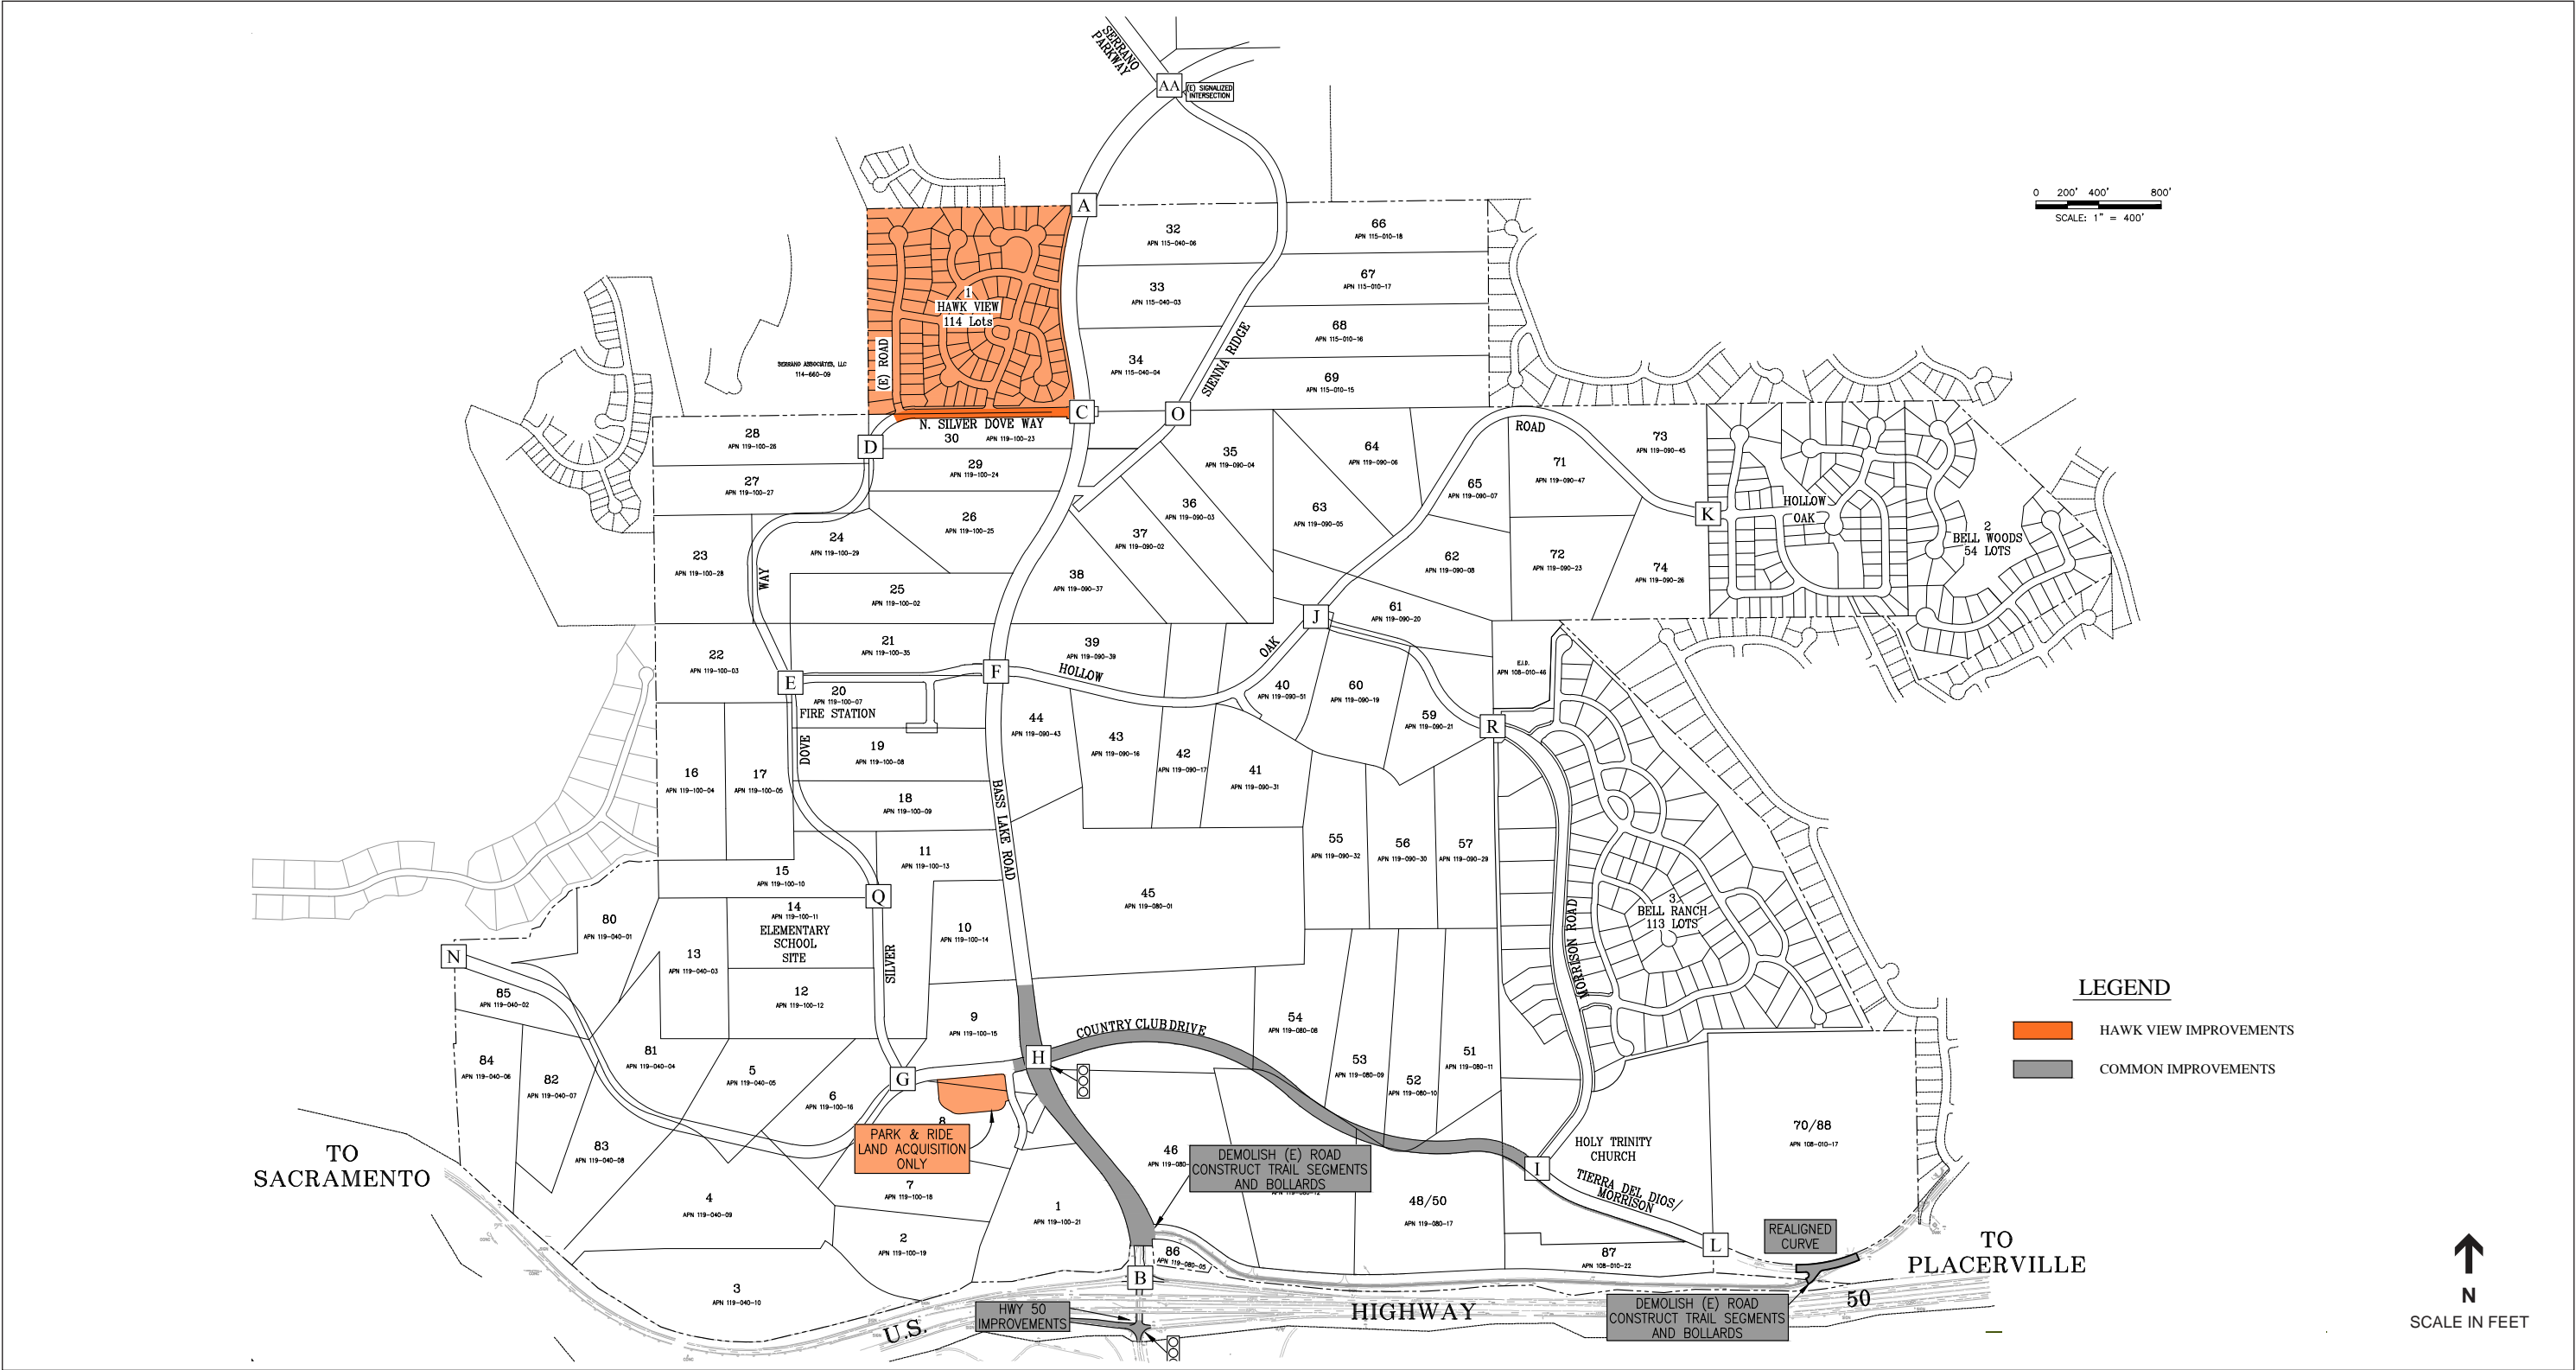 SERRANO
PARKWAY
AA
(E) SIGNALIZED
INTERSECTION
A
0 200' 400' 800'
SCALE: 1" = 400'
32
APN 115-040-06
66
APN 115-010-18
33
APN 115-040-03
67
APN 115-010-17
1
HAWK VIEW
114 Lots
(E) ROAD
SERRANO ASSOCIATES, LLC
114-660-09
34
APN 115-040-04
SIENNA RIDGE
68
APN 115-010-16
69
APN 115-010-15
C
O
N. SILVER DOVE WAY
D
30 APN 119-100-23
28
APN 119-100-26
29
APN 119-100-24
27
APN 119-100-27
35
APN 119-090-04
64
APN 119-090-06
ROAD
73
APN 119-090-45
71
APN 119-090-47
65
APN 119-090-07
36
APN 119-090-03
63
APN 119-090-05
26
APN 119-100-25
37
APN 119-090-02
K
HOLLOW
OAK
2
BELL WOODS
54 LOTS
24
APN 119-100-29
23
APN 119-100-28
WAY
62
APN 119-090-08
72
APN 119-090-23
74
APN 119-090-26
38
APN 119-090-37
25
APN 119-100-02
J
61
APN 119-090-20
22
APN 119-100-03
21
APN 119-100-35
39
APN 119-090-39
OAK
HOLLOW
E.I.D.
APN 108-010-46
E
F
20
APN 119-100-07
FIRE STATION
40
APN 119-090-51
60
APN 119-090-19
59
APN 119-090-21
R
44
APN 119-090-43
43
APN 119-090-16
42
APN 119-090-17
41
APN 119-090-31
DOVE
19
APN 119-100-08
16
APN 119-100-04
17
APN 119-100-05
18
APN 119-100-09
BASS LAKE ROAD
55
APN 119-090-32
56
APN 119-090-30
57
APN 119-090-29
11
APN 119-100-13
15
APN 119-100-10
Q
45
APN 119-080-01
3
BELL RANCH
113 LOTS
MORRISON ROAD
14
APN 119-100-11
ELEMENTARY
SCHOOL
SITE
80
APN 119-040-01
10
APN 119-100-14
N
13
APN 119-040-03
SILVER
12
APN 119-100-12
85
APN 119-040-02
LEGEND
HAWK VIEW IMPROVEMENTS
COMMON IMPROVEMENTS
9
APN 119-100-15
COUNTRY CLUB DRIVE
54
APN 119-080-08
H
84
APN 119-040-06
82
APN 119-040-07
81
APN 119-040-04
5
APN 119-040-05
6
APN 119-100-16
G
53
APN 119-080-09
52
APN 119-080-10
51
APN 119-080-11
8
PARK & RIDE
LAND ACQUISITION
ONLY
70/88
APN 108-010-17
HOLY TRINITY
CHURCH
I
TIERRA DEL DIOS/
MORRISON
TO
SACRAMENTO
83
APN 119-040-08
46
APN 119-080-
DEMOLISH (E) ROAD
CONSTRUCT TRAIL SEGMENTS
AND BOLLARDS
7
APN 119-100-18
4
APN 119-040-09
1
APN 119-100-21
48/50
APN 119-080-17
L
REALIGNED
CURVE
TO
PLACERVILLE
2
APN 119-100-19
86
APN 119-080-05
87
APN 108-010-22
B
3
APN 119-040-10
HWY 50
IMPROVEMENTS
U.S.
HIGHWAY
50
DEMOLISH (E) ROAD
CONSTRUCT TRAIL SEGMENTS
AND BOLLARDS
N
SCALE IN FEET